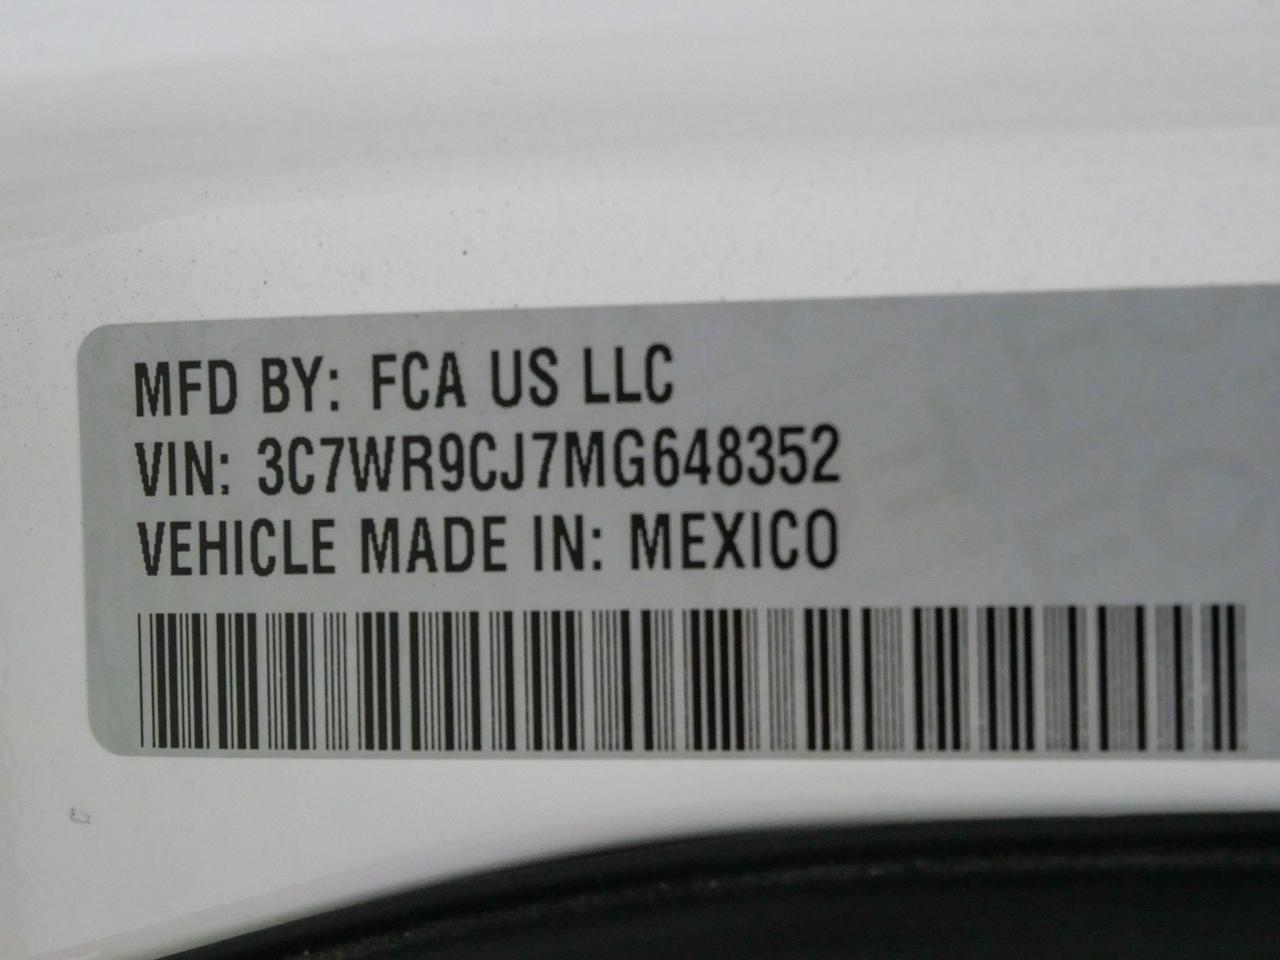 MFD BY: FCA US LLC
VIN: 3C7WR9CJ7MG648352
VEHICLE MADE IN: MEXICO